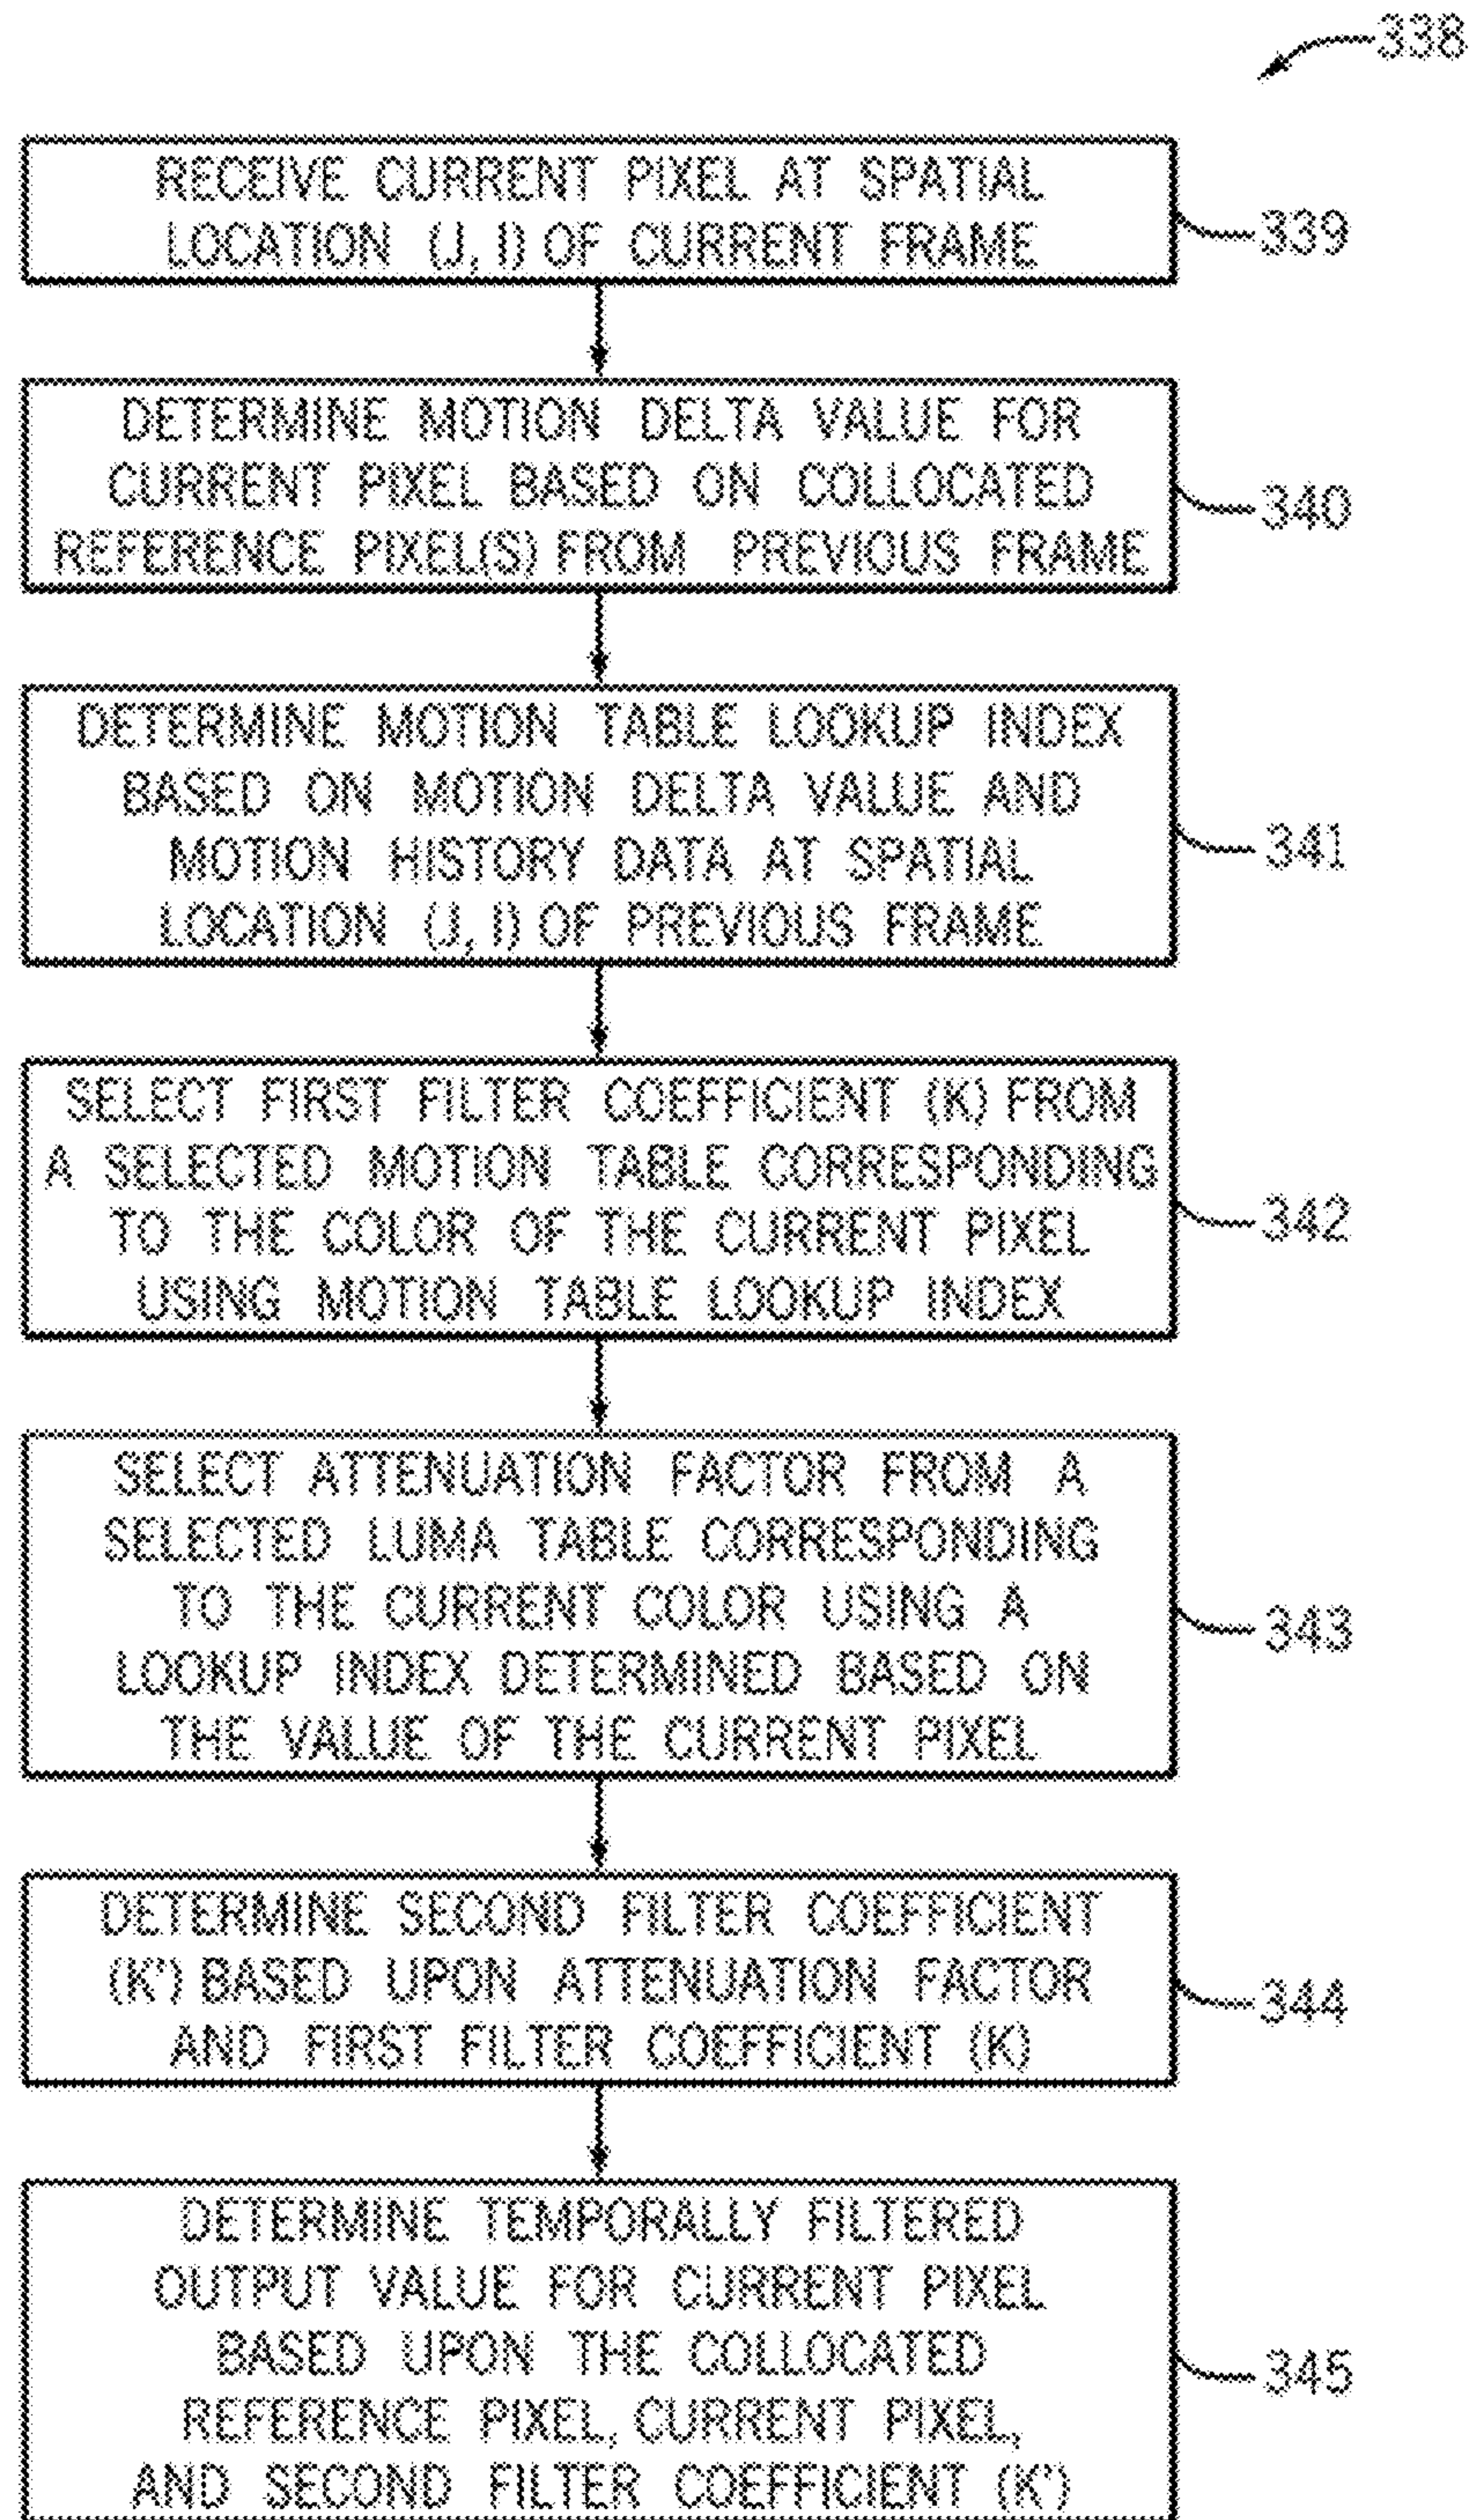 338
RECEIVE CURRENT PIXEL AT SPATIAL
LOCATION (J, I) OF CURRENT FRAME
339
DETERMINE MOTION DELTA VALUE FOR
CURRENT PIXEL BASED ON COLLOCATED
REFERENCE PIXEL(S) FROM PREVIOUS FRAME
340
DETERMINE MOTION TABLE LOOKUP INDEX
BASED ON MOTION DELTA VALUE AND
MOTION HISTORY DATA AT SPATIAL
LOCATION (J, I) OF PREVIOUS FRAME
341
SELECT FIRST FILTER COEFFICIENT (K) FROM
A SELECTED MOTION TABLE CORRESPONDING
TO THE COLOR OF THE CURRENT PIXEL
USING MOTION TABLE LOOKUP INDEX
342
SELECT ATTENUATION FACTOR FROM A
SELECTED LUMA TABLE CORRESPONDING
TO THE CURRENT COLOR USING A
LOOKUP INDEX DETERMINED BASED ON
THE VALUE OF THE CURRENT PIXEL
343
DETERMINE SECOND FILTER COEFFICIENT
(K') BASED UPON ATTENUATION FACTOR
AND FIRST FILTER COEFFICIENT (K)
344
DETERMINE TEMPORALLY FILTERED
OUTPUT VALUE FOR CURRENT PIXEL
BASED UPON THE COLLOCATED
REFERENCE PIXEL, CURRENT PIXEL,
AND SECOND FILTER COEFFICIENT (K')
345